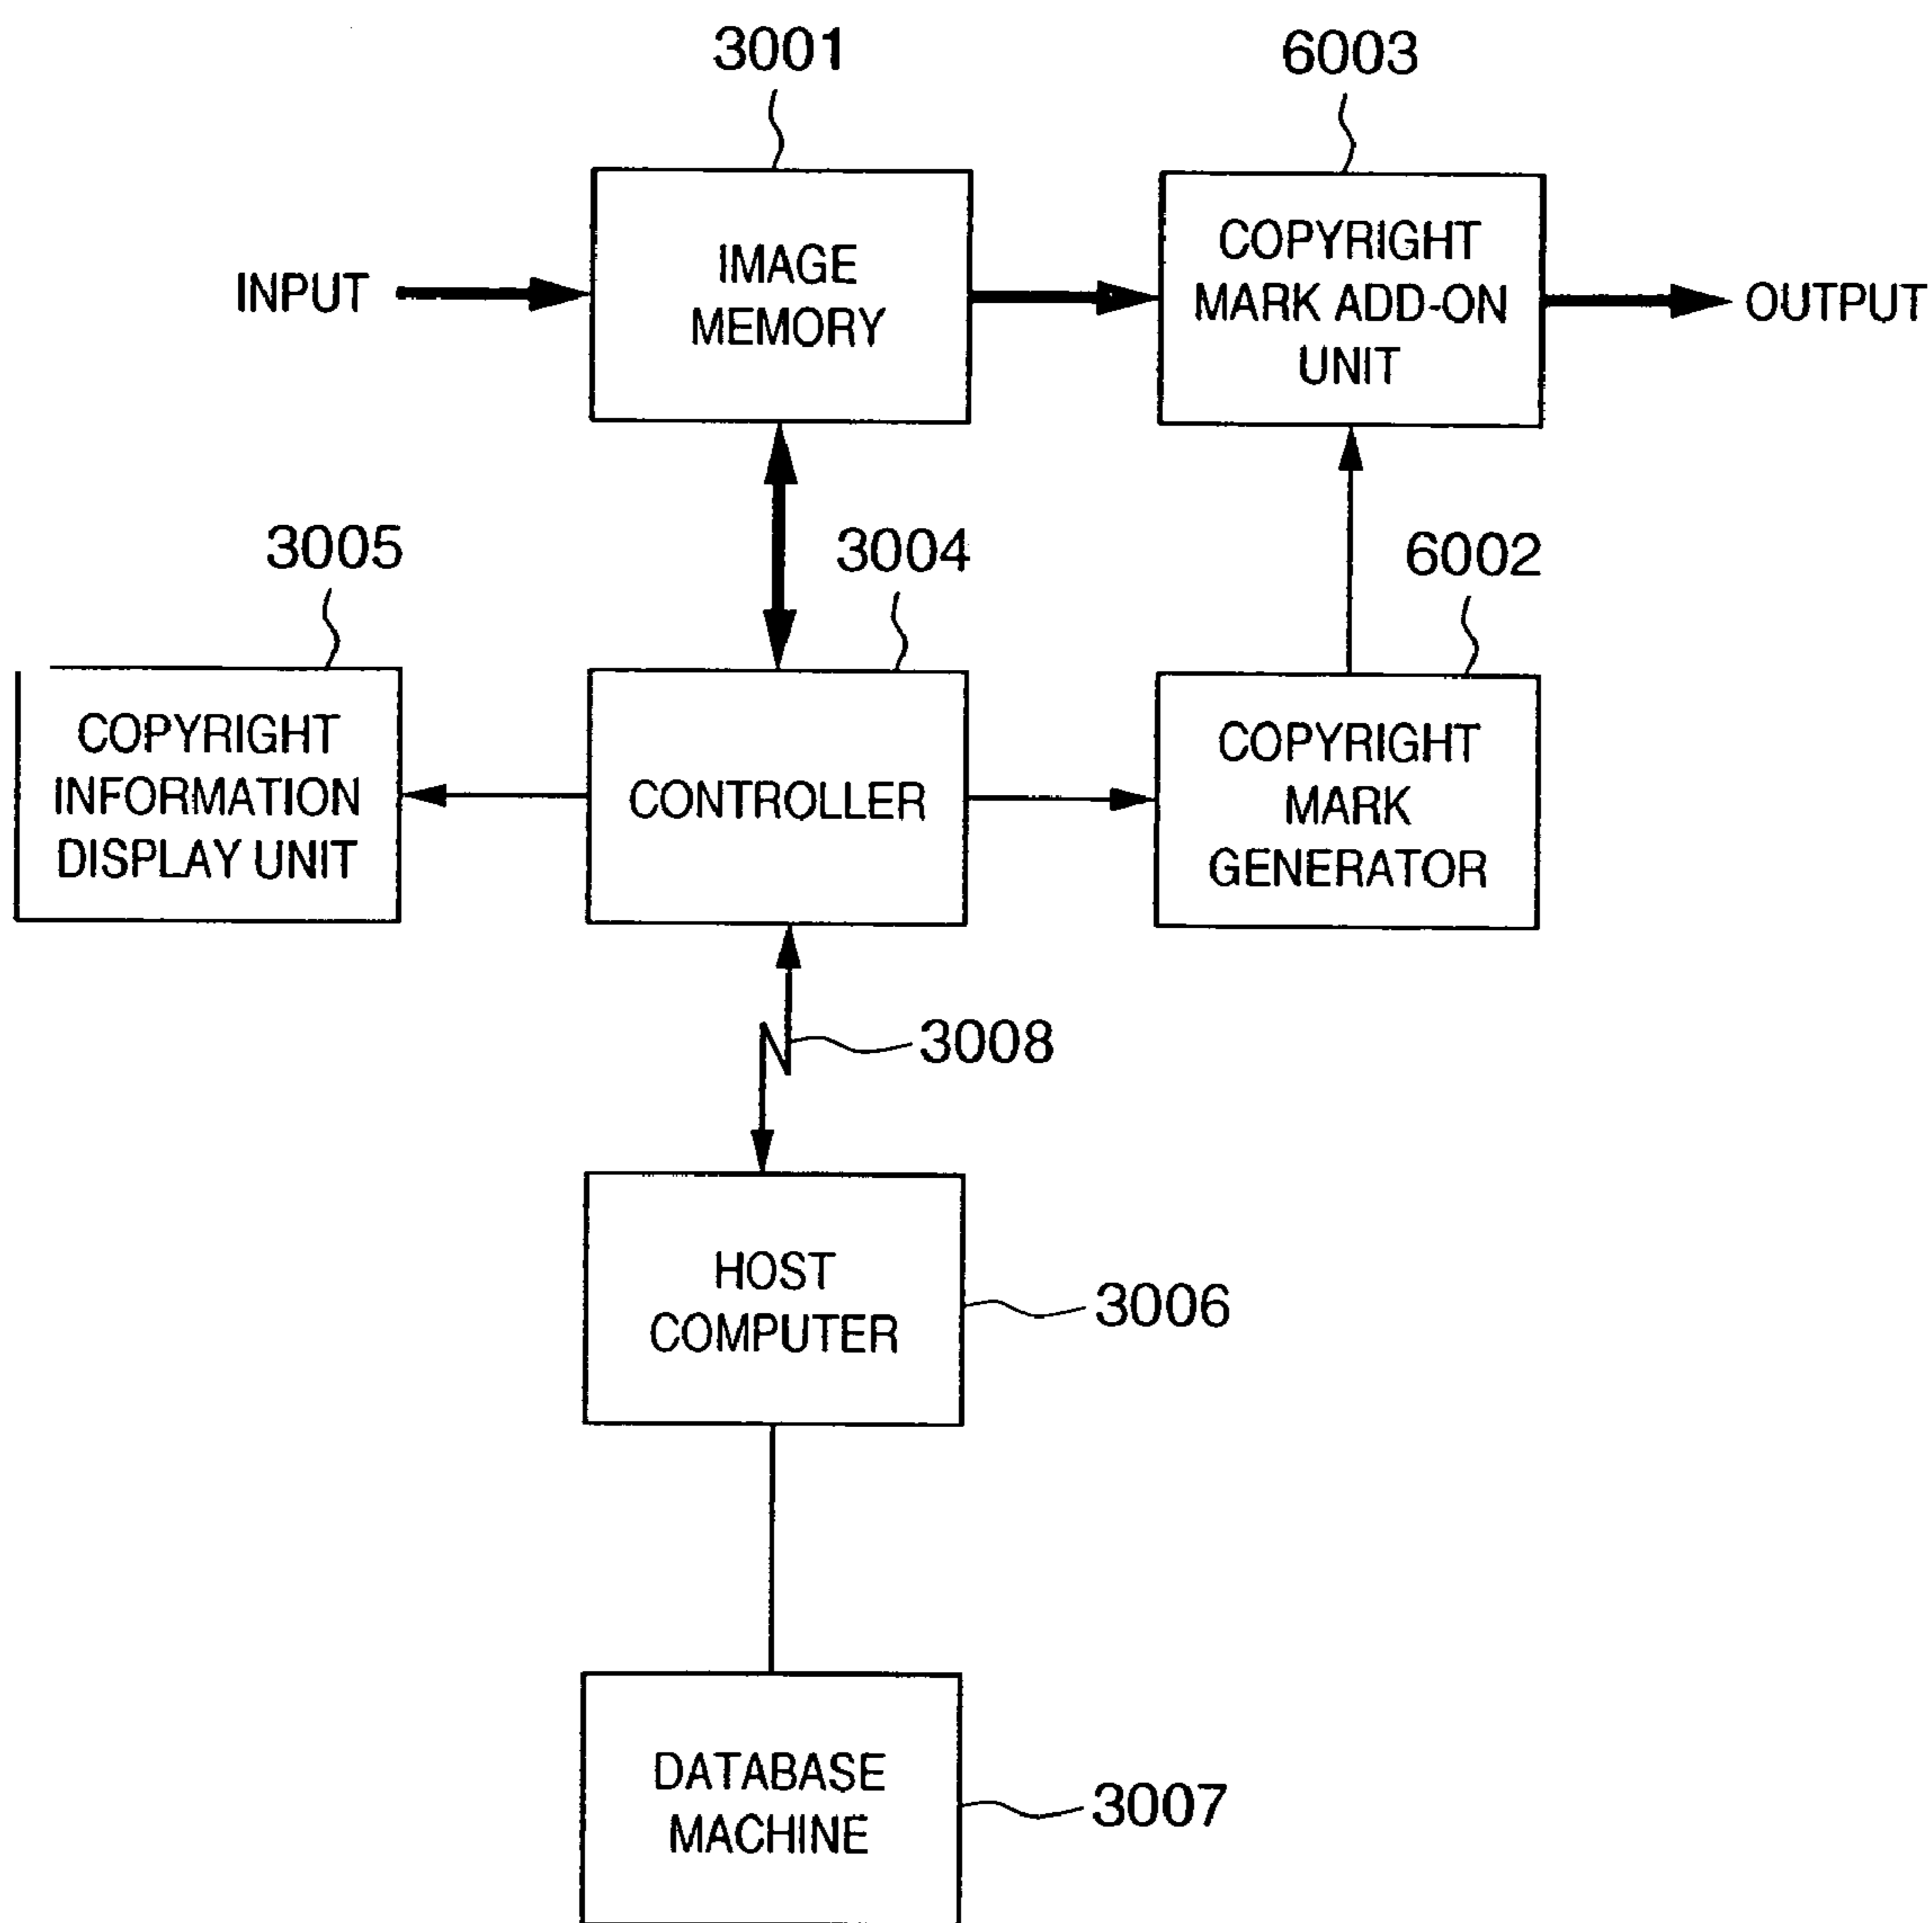 3001
6003
INPUT
IMAGE
MEMORY
COPYRIGHT
MARK ADD-ON
UNIT
OUTPUT
3005
3004
6002
COPYRIGHT
INFORMATION
DISPLAY UNIT
CONTROLLER
COPYRIGHT
MARK
GENERATOR
3008
HOST
COMPUTER
3006
DATABASE
MACHINE
3007